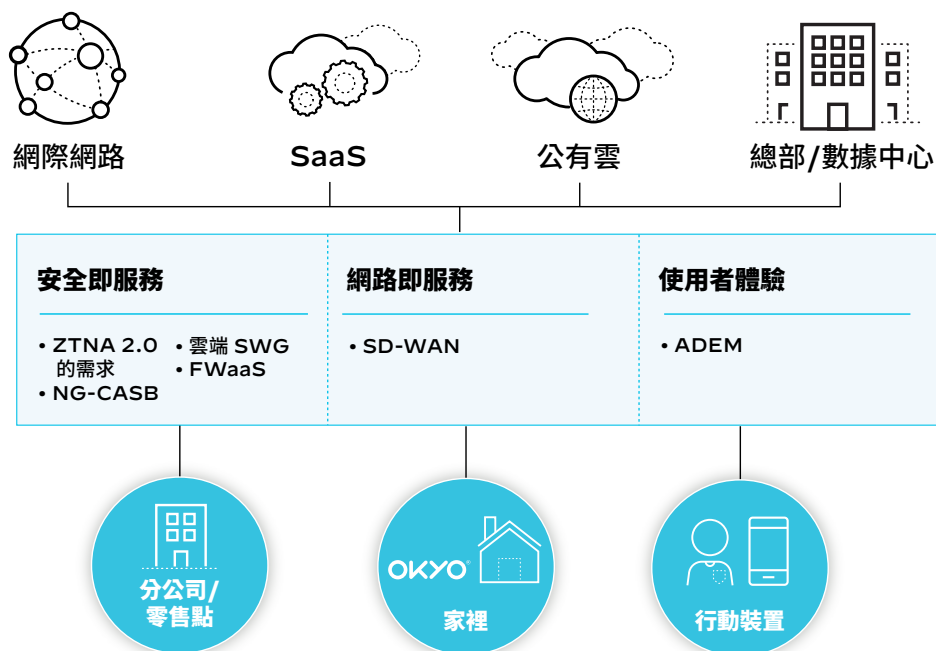 網際網路
SaaS
公有雲
總部/數據中心
安全即服務
• ZTNA 2.0
的需求
• NG-CASB
• 雲端 SWG
• FWaaS
網路即服務
• SD-WAN
使用者體驗
• ADEM
分公司/
零售點
OKYO®
家裡
行動裝置